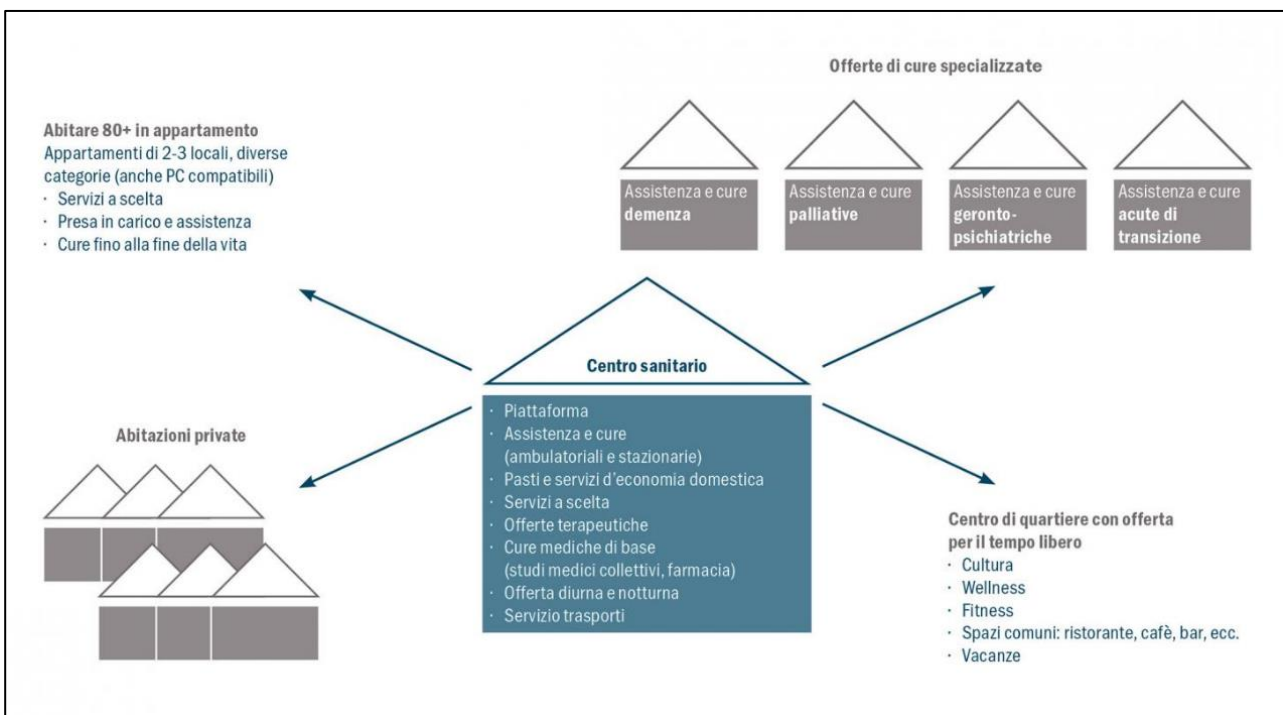 Offerte di cure specializzate
Abitare 80+ in appartamento
Appartamenti di 2-3 locali, diverse
categorie (anche PC compatibili)
· Servizi a scelta
· Presa in carico e assistenza
· Cure fino alla fine della vita
Assistenza e cure
demenza
Assistenza e cure
palliative
Assistenza e cure
geronto-
psichiatriche
Assistenza e cure
acute di
transizione
Centro sanitario
· Piattaforma
· Assistenza e cure
(ambulatoriali e stazionarie)
· Pasti e servizi d'economia domestica
· Servizi a scelta
· Offerte terapeutiche
· Cure mediche di base
(studi medici collettivi, farmacia)
· Offerta diurna e notturna
· Servizio trasporti
Abitazioni private
Centro di quartiere con offerta
per il tempo libero
· Cultura
· Wellness
· Fitness
· Spazi comuni: ristorante, cafè, bar, ecc.
· Vacanze